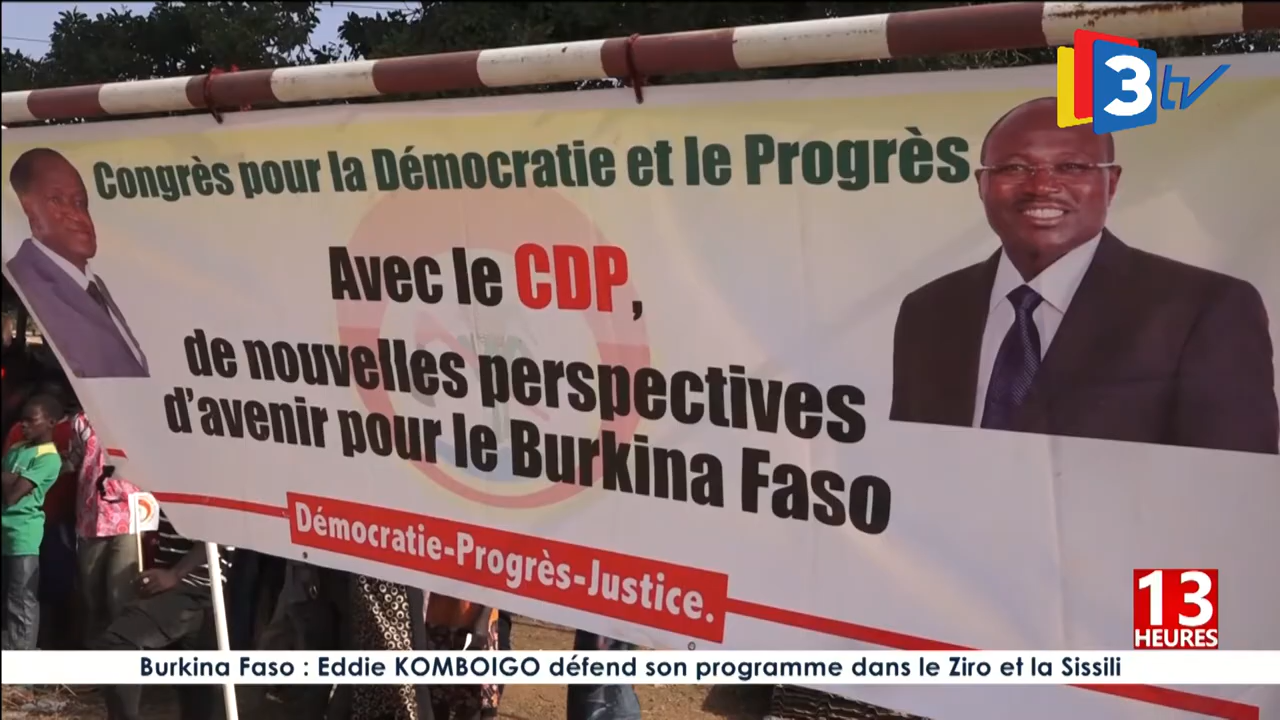 3tv
Congrès pour la Démocratie et le Progrès
Avec le CDP,
de nouvelles perspectives
d'avenir pour le Burkina Faso
Démocratie-Progrès-Justice.
13
HEURES
Burkina Faso : Eddie KOMBOIGO défend son programme dans le Ziro et la Sissili